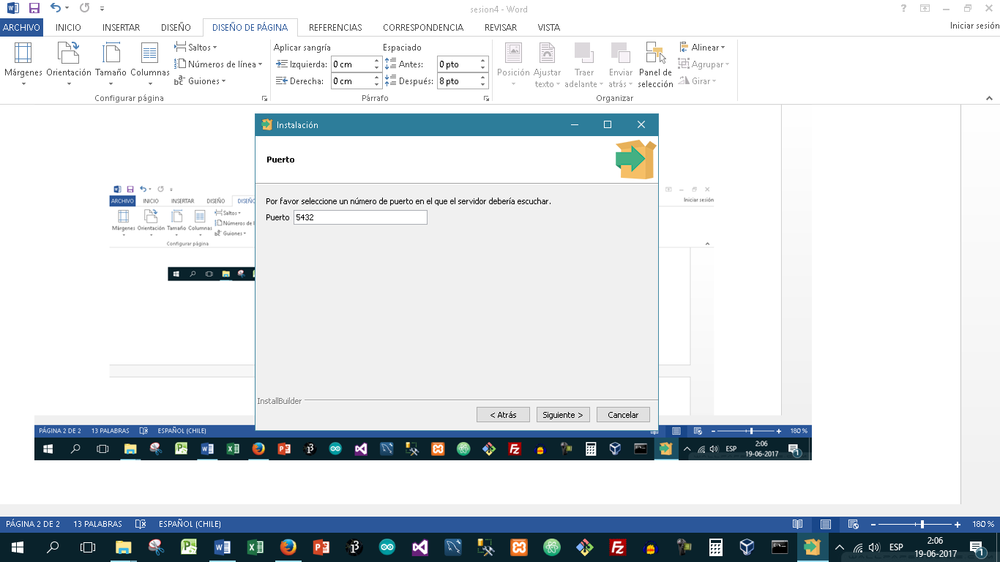 sesion4 - Word
ARCHIVO INICIO INSERTAR DISEÑO DISEÑO DE PÁGINA REFERENCIAS CORRESPONDENCIA REVISAR VISTA Iniciar sesión
Márgenes
Orientación
Tamaño
Columnas
Saltos
Números de línea
Guiones
Configurar página
Aplicar sangría
Izquierda: 0 cm
Derecha: 0 cm
Espaciado
Antes: 0 pto
Después: 8 pto
Párrafo
Posición
Ajustar
texto
Traer
adelante
Enviar
atrás
Panel de
selección
Alinear
Agrupar
Girar
Organizar
Instalación
Puerto
Por favor seleccione un número de puerto en el que el servidor debería escuchar.
Puerto 5432
InstallBuilder
< Atrás Siguiente > Cancelar
ARCHIVO INICIO INSERTAR DISEÑO DISEÑ
Iniciar sesión
Márgenes Orientación Tamaño Columnas
Saltos
Números de l
Guiones
Configurar página
PÁGINA 2 DE 2 13 PALABRAS ESPAÑOL (CHILE) 180 %
ESP
2:06
19-06-2017
1
PÁGINA 2 DE 2 13 PALABRAS ESPAÑOL (CHILE) 180 %
ESP
2:06
19-06-2017
1